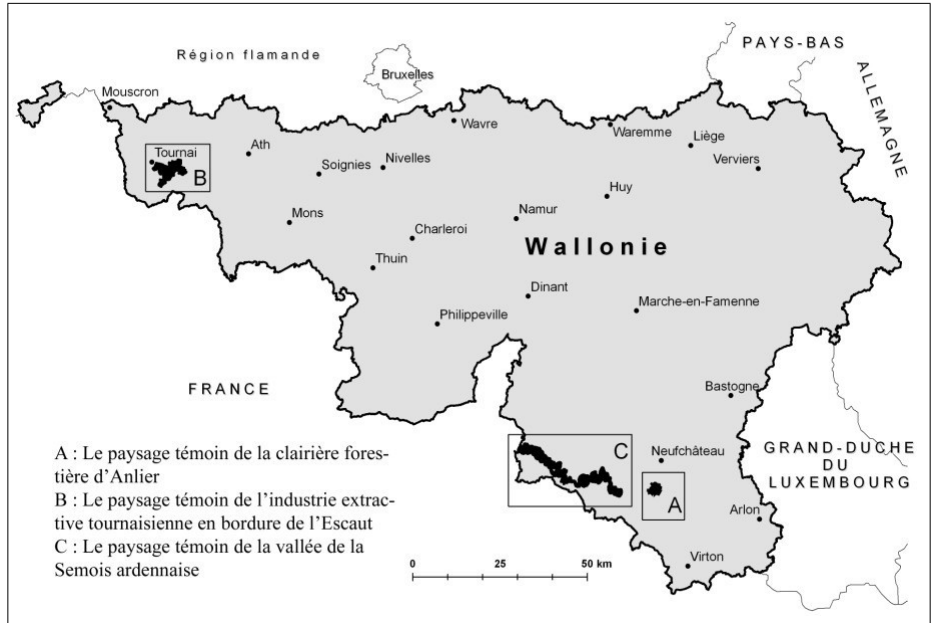 PAYS-BAS
Région flamande
ALLEMAGNE
Bruxelles
Mouscron
Wavre
Waremme
Liège
Ath
Tournai
B
Soignies
Nivelles
Verviers
Huy
Mons
Namur
Charleroi
Wallonie
Thuin
Dinant
Marche-en-Famenne
Philippeville
FRANCE
Bastogne
C
Neufchâteau
GRAND-DUCHE
DU
LUXEMBOURG
A
Arlon
Virton
A : Le paysage témoin de la clairière fores-
tière d'Anlier
B : Le paysage témoin de l'industrie extrac-
tive tournaisienne en bordure de l'Escaut
C : Le paysage témoin de la vallée de la
Semois ardennaise
0 25 50 km